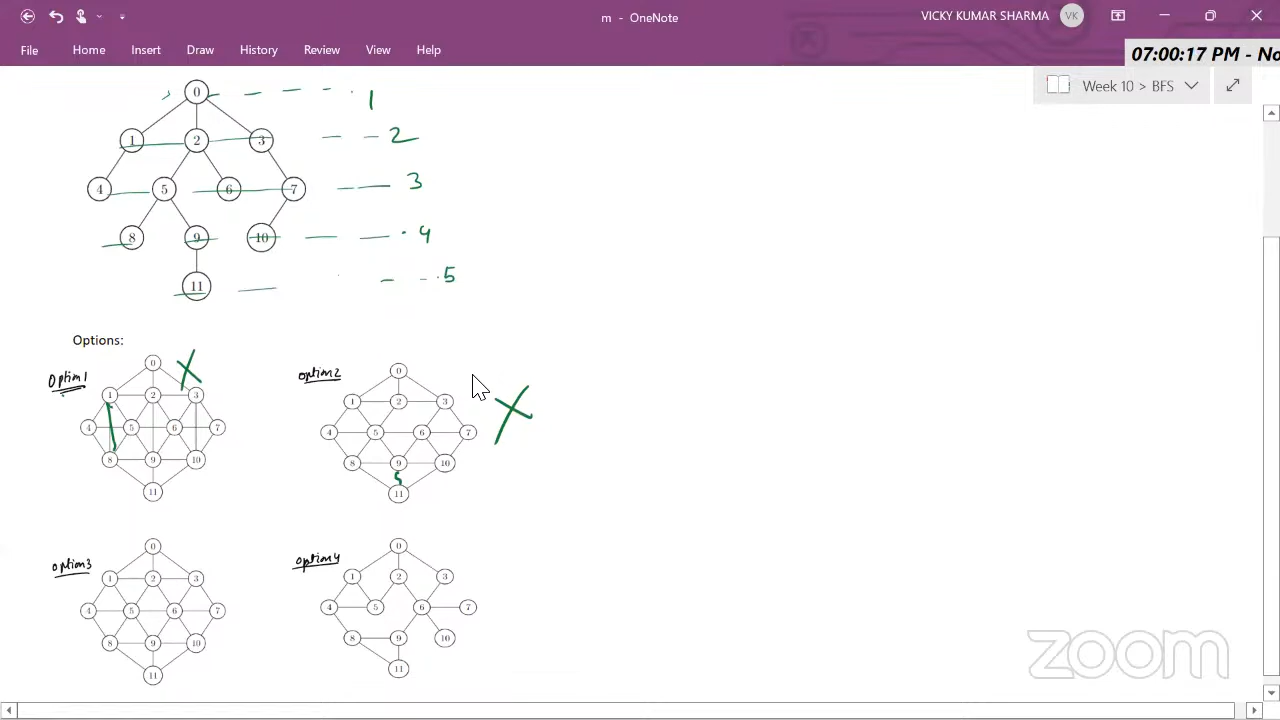 m - OneNote
VICKY KUMAR SHARMA VK
File Home Insert Draw History Review View Help
07:00:17 PM - No
Week 10 > BFS
0 1
1 2 3 2
4 5 6 7 3
8 9 10 4
11 5
Options:
option1
0
1 2 3
4 5 6 7
8 9 10
11
option2
0
1 2 3
4 5 6 7
8 9 10
11
option3
0
1 2 3
4 5 6 7
8 9 10
11
option4
0
1 2 3
4 5 6 7
8 9 10
11
zoom